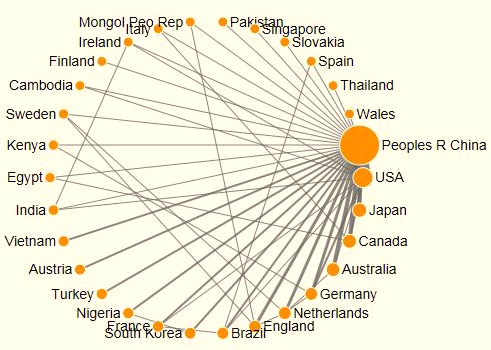 Mongol Peo Rep
Pakistan
Italy
Singapore
Ireland
Slovakia
Finland
Spain
Cambodia
Thailand
Sweden
Wales
Kenya
Peoples R China
Egypt
USA
India
Japan
Vietnam
Canada
Austria
Australia
Turkey
Germany
Nigeria
Netherlands
France
England
South Korea
Brazil